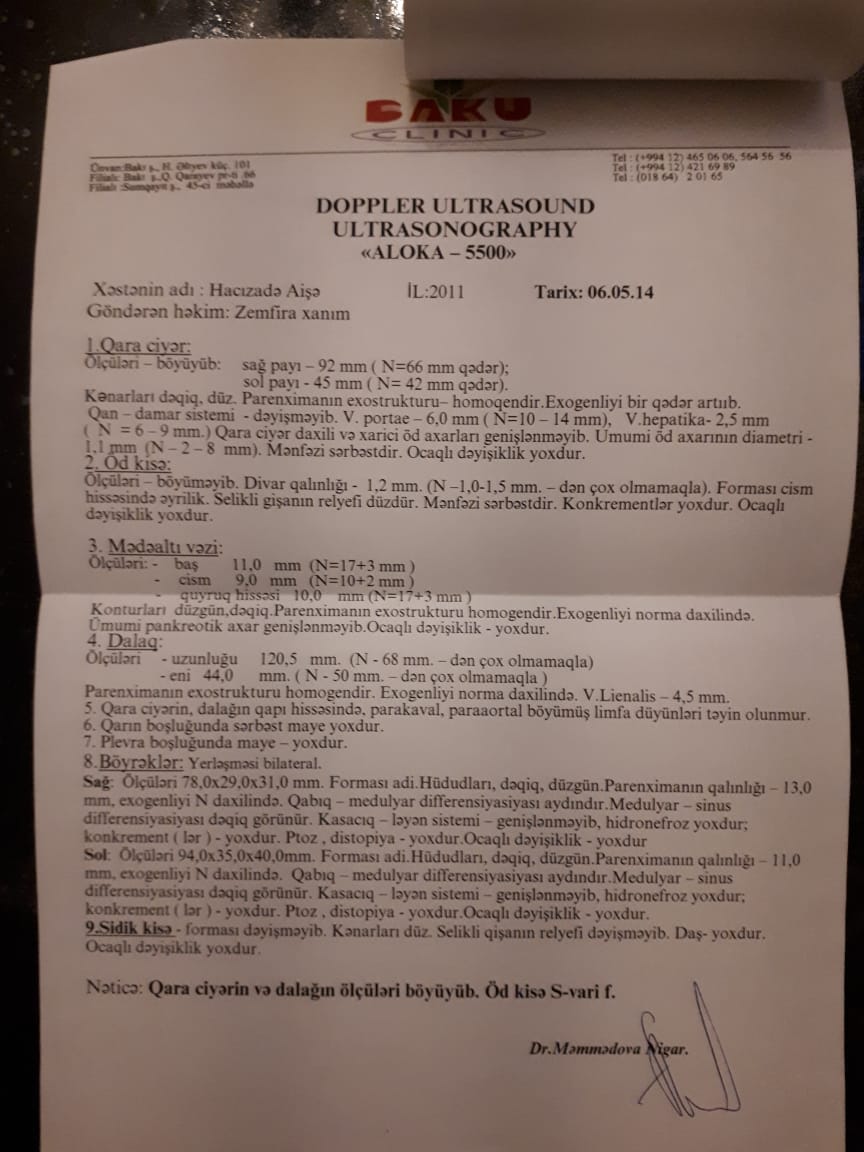 BAKU
CLINIC
Ünvan:Bakı ş., H. Əliyev küç. 101
Filialı: Bakı ş.,Q. Qarayev pr-ti .66
Filialı :Sumqayıt ş., 45-ci məhəllə
Tel : (+994 12) 465 06 06, 564 56 56
Tel : (+994 12) 421 69 89
Tel : (018 64) 2 01 65
DOPPLER ULTRASOUND
ULTRASONOGRAPHY
«ALOKA – 5500»
Xəstənin adı : Hacızadə Aişə İL:2011 Tarix: 06.05.14
Göndərən həkim: Zemfira xanım
1.Qara ciyər:
Ölçüləri – böyüyüb: sağ payı – 92 mm ( N=66 mm qədər);
sol payı - 45 mm ( N= 42 mm qədər).
Kənarları dəqiq, düz. Parenximanın exostrukturu– homoqendir.Exogenliyi bir qədər artıb.
Qan – damar sistemi - dəyişməyib. V. portae – 6,0 mm ( N=10 – 14 mm), V.hepatika- 2,5 mm
( N = 6 – 9 mm.) Qara ciyər daxili və xarici öd axarları genişlənməyib. Umumi öd axarının diametri -
1,1 mm (N – 2 – 8 mm). Mənfəzi sərbəstdir. Ocaqlı dəyişiklik yoxdur.
2. Öd kisə:
Ölçüləri – böyüməyib. Divar qalınlığı - 1,2 mm. (N –1,0-1,5 mm. – dən çox olmamaqla). Forması cism
hissəsində əyrilik. Selikli gişanın relyefi düzdür. Mənfəzi sərbəstdir. Konkrementlər yoxdur. Ocaqlı
dəyişiklik yoxdur.
3. Mədəaltı vəzi:
Ölçüləri: - baş 11,0 mm (N=17+3 mm )
- cism 9,0 mm (N=10+2 mm )
- quyruq hissəsi 10,0 mm (N=17+3 mm )
Konturları düzgün,dəqiq.Parenximanın exostrukturu homogendir.Exogenliyi norma daxilində.
Ümumi pankreotik axar genişlənməyib.Ocaqlı dəyişiklik - yoxdur.
4. Dalaq:
Ölçüləri - uzunluğu 120,5 mm. (N - 68 mm. – dən çox olmamaqla)
- eni 44,0 mm. ( N - 50 mm. – dən çox olmamaqla )
Parenximanın exostrukturu homogendir. Exogenliyi norma daxilində. V.Lienalis – 4,5 mm.
5. Qara ciyərin, dalağın qapı hissəsində, parakaval, paraaortal böyümüş limfa düyünləri təyin olunmur.
6. Qarın boşluğunda sərbəst maye yoxdur.
7. Plevra boşluğunda maye – yoxdur.
8.Böyrəklər: Yerləşməsi bilateral.
Sağ: Ölçüləri 78,0x29,0x31,0 mm. Forması adi.Hüdudları, dəqiq, düzgün.Parenximanın qalınlığı – 13,0
mm, exogenliyi N daxilində. Qabıq – medulyar differensiyasiyası aydındır.Medulyar – sinus
differensiyasiyası dəqiq görünür. Kasacıq – ləyən sistemi – genişlənməyib, hidronefroz yoxdur;
konkrement ( lər ) - yoxdur. Ptoz , distopiya - yoxdur.Ocaqlı dəyişiklik - yoxdur
Sol: Ölçüləri 94,0x35,0x40,0mm. Forması adi.Hüdudları, dəqiq, düzgün.Parenximanın qalınlığı – 11,0
mm, exogenliyi N daxilində. Qabıq – medulyar differensiyasiyası aydındır.Medulyar – sinus
differensiyasiyası dəqiq görünür. Kasacıq – ləyən sistemi – genişlənməyib, hidronefroz yoxdur;
konkrement ( lər ) - yoxdur. Ptoz , distopiya - yoxdur.Ocaqlı dəyişiklik - yoxdur.
9.Sidik kisə - forması dəyişməyib. Kənarları düz. Selikli qişanın relyefi dəyişməyib. Daş- yoxdur.
Ocaqlı dəyişiklik yoxdur.
Nəticə: Qara ciyərin və dalağın ölçüləri böyüyüb. Öd kisə S-vari f.
Dr.Məmmədova Nigar.